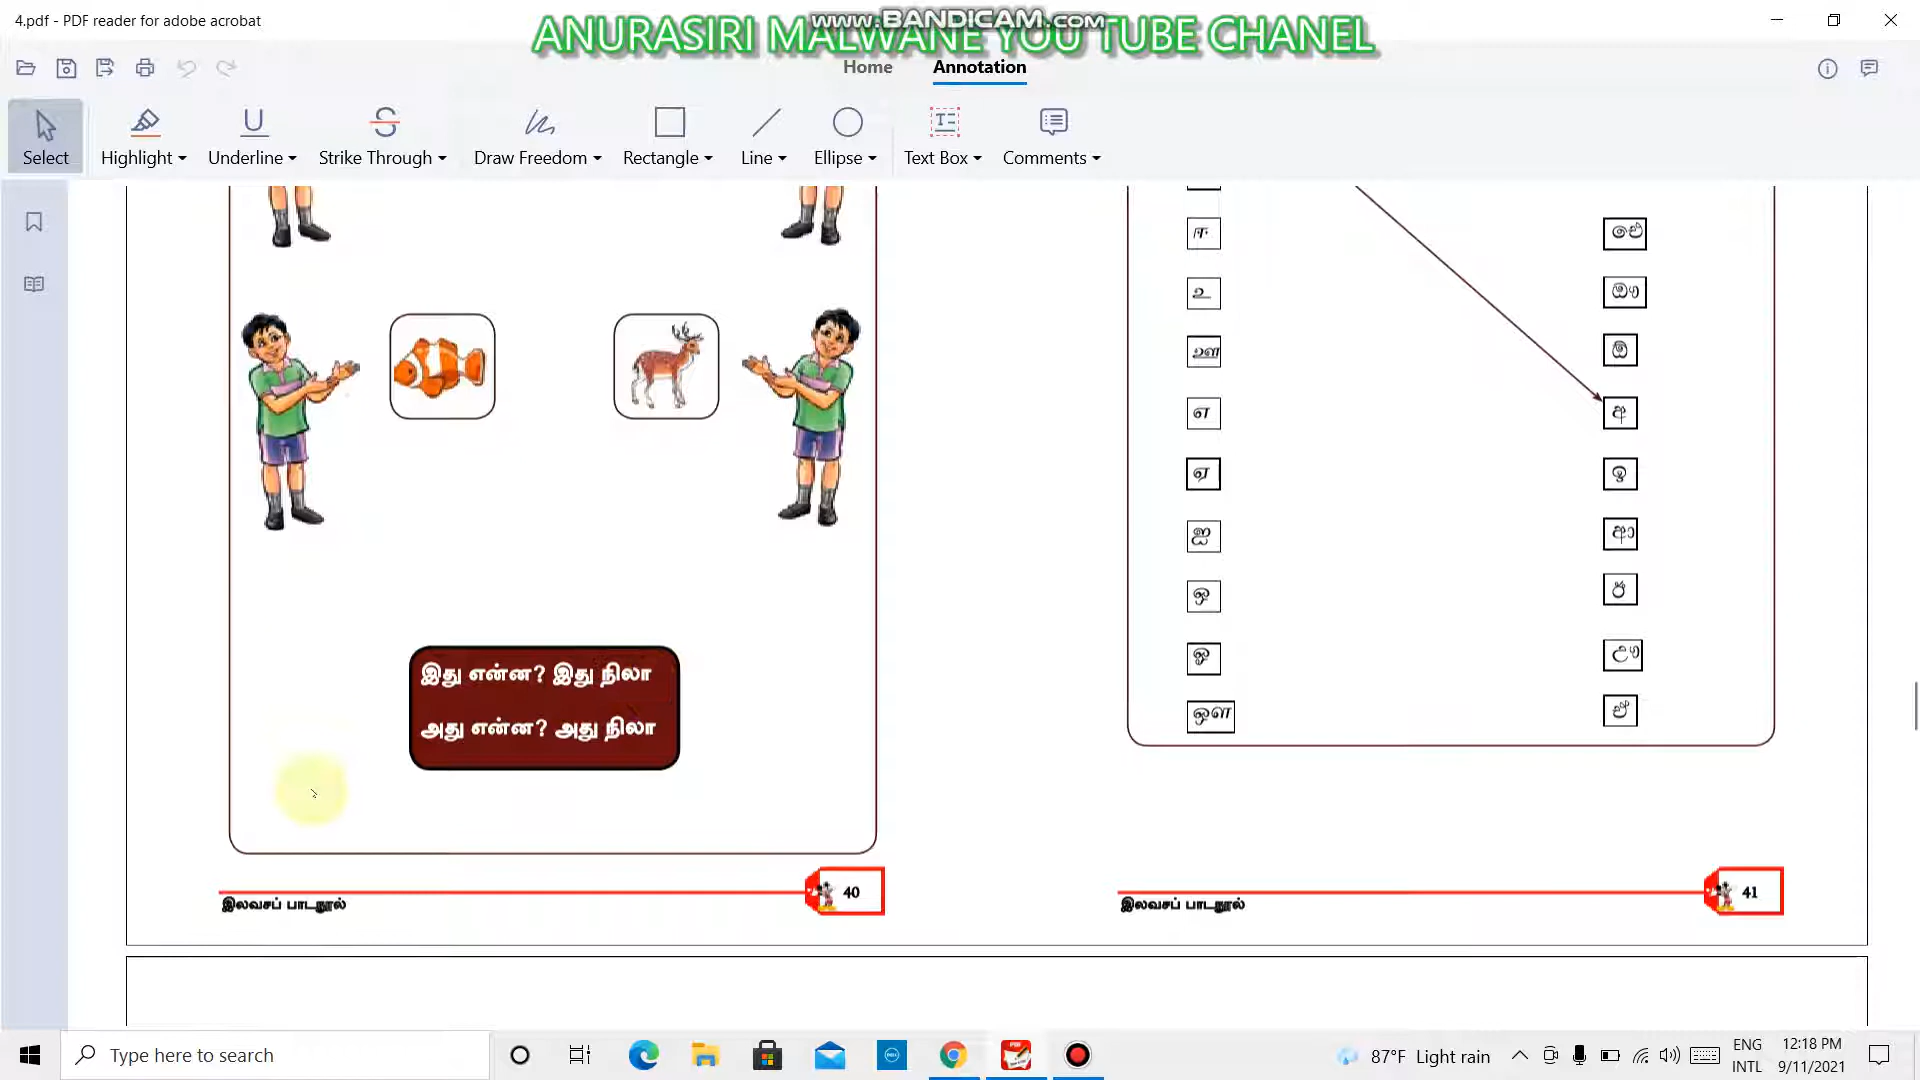 4.pdf - PDF reader for adobe acrobat
www.BANDICAM.COM
ANURASIRI MALWANE YOU TUBE CHANEL
Home
Annotation
Select
Highlight
Underline
Strike Through
Draw Freedom
Rectangle
Line
Ellipse
Text Box
Comments
இது என்ன? இது நிலா
அது என்ன? அது நிலா
இலவசப் பாடநூல்
40
ஈ
உ
ஊ
எ
ஏ
ஐ
ஒ
ஓ
ஔ
ඓ
ඖ
ඕ
අ
ඉ
ආ
ඊ
ඌ
ඒ
இலவசப் பாடநூல்
41
Type here to search
87°F Light rain
ENG
INTL
12:18 PM
9/11/2021